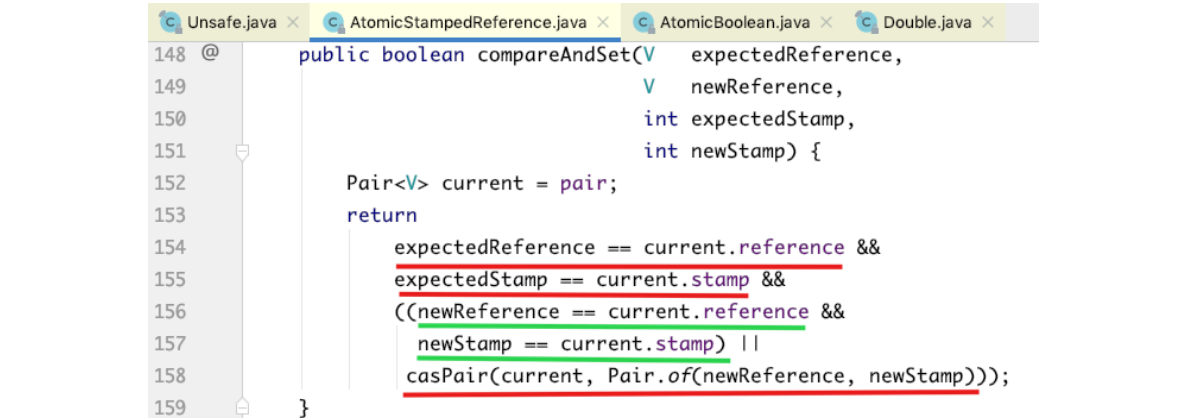 Unsafe.java × AtomicStampedReference.java × AtomicBoolean.java × Double.java ×
148 @ public boolean compareAndSet(V expectedReference,
149 V newReference,
150 int expectedStamp,
151 int newStamp) {
152 Pair<V> current = pair;
153 return
154 expectedReference == current.reference &&
155 expectedStamp == current.stamp &&
156 ((newReference == current.reference &&
157 newStamp == current.stamp) ||
158 casPair(current, Pair.of(newReference, newStamp)));
159 }